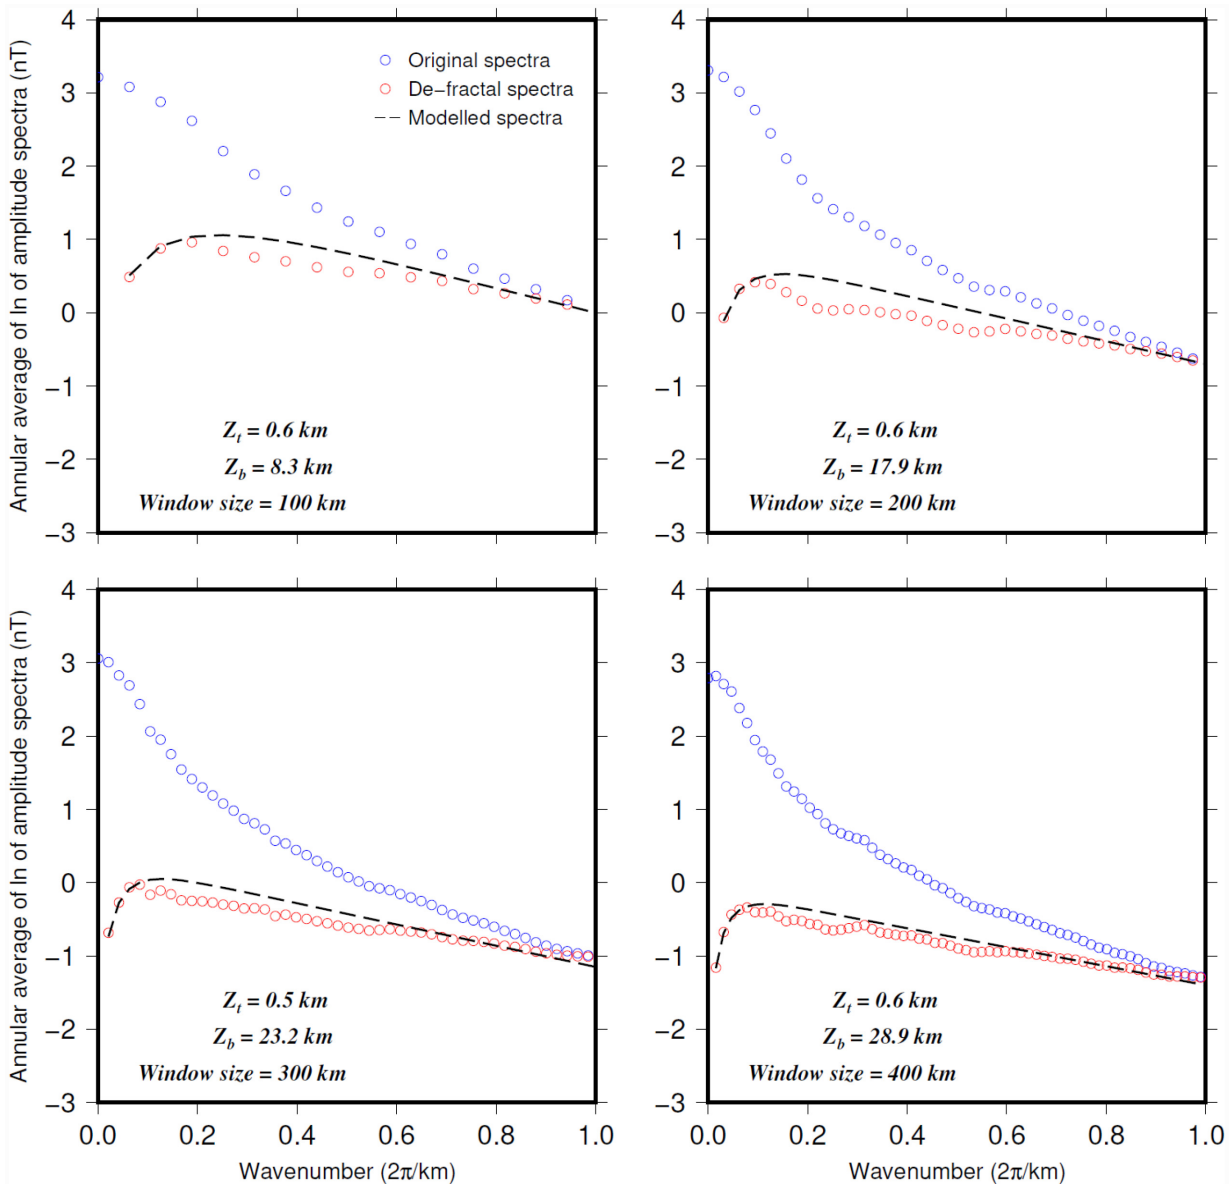 4
3
2
1
0
−1
−2
−3
Annular average of ln of amplitude spectra (nT)
Original spectra
De−fractal spectra
Modelled spectra
Z_t = 0.6 km
Z_b = 8.3 km
Window size = 100 km
4
3
2
1
0
−1
−2
−3
Z_t = 0.6 km
Z_b = 17.9 km
Window size = 200 km
4
3
2
1
0
−1
−2
−3
Annular average of ln of amplitude spectra (nT)
Z_t = 0.5 km
Z_b = 23.2 km
Window size = 300 km
0.0 0.2 0.4 0.6 0.8 1.0
Wavenumber (2π/km)
4
3
2
1
0
−1
−2
−3
Z_t = 0.6 km
Z_b = 28.9 km
Window size = 400 km
0.0 0.2 0.4 0.6 0.8 1.0
Wavenumber (2π/km)